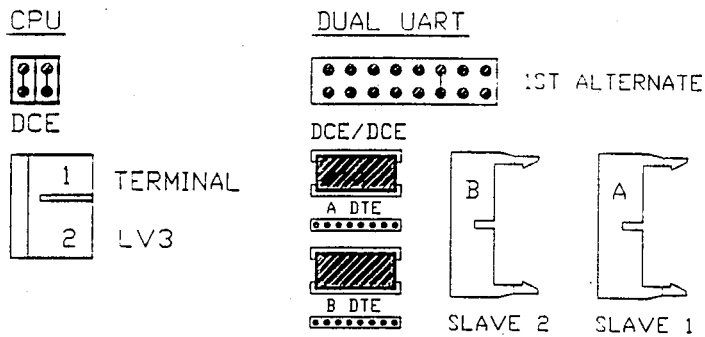 CPU
DUAL UART
1ST ALTERNATE
DCE
DCE/DCE
1 TERMINAL
2 LV3
A DTE
B DTE
B
A
SLAVE 2
SLAVE 1